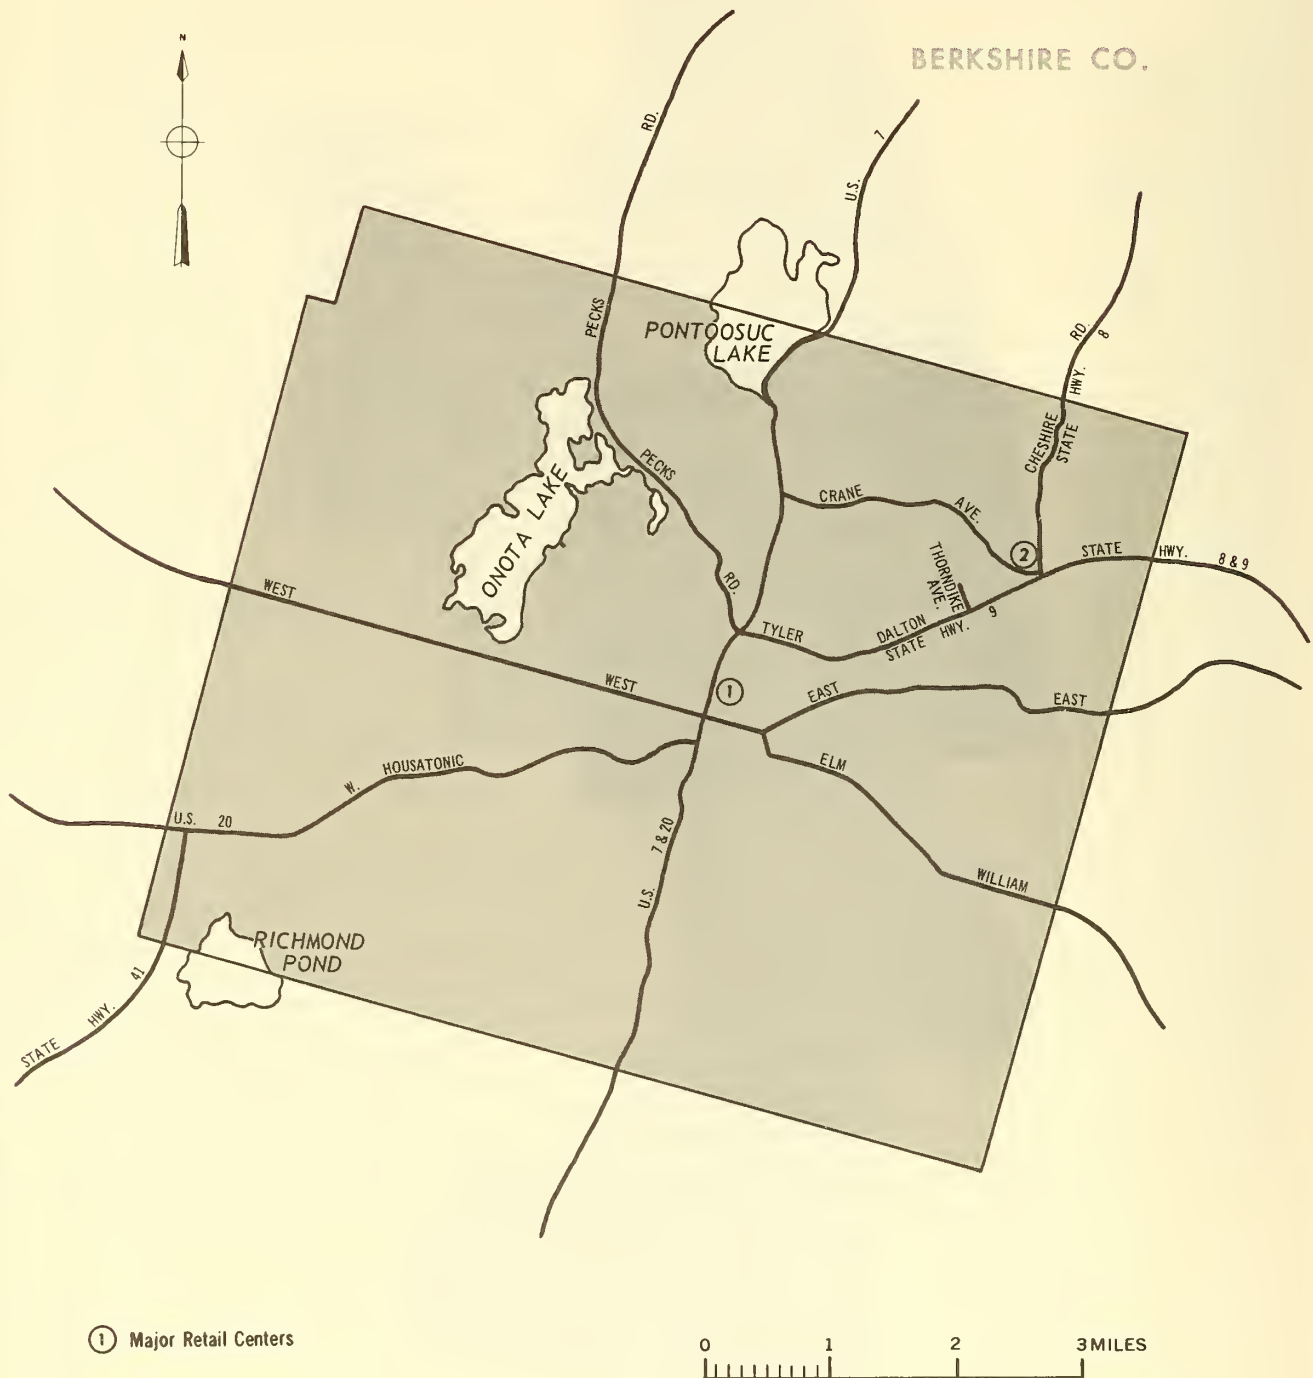 N
BERKSHIRE CO.
RD.
U.S. 7
PECKS
PONTOOSUC
LAKE
RD. 8
HWY.
CHESHIRE
STATE
PECKS
ONOTA LAKE
CRANE AVE.
2
STATE HWY. 8 & 9
THORNDIKE
AVE.
WEST
RD.
TYLER
DALTON
STATE HWY. 9
WEST
1
EAST
EAST
W. HOUSATONIC
ELM
U.S. 20
U.S. 7 & 20
WILLIAM
RICHMOND
POND
STATE HWY. 41
1 Major Retail Centers
0 1 2 3 MILES